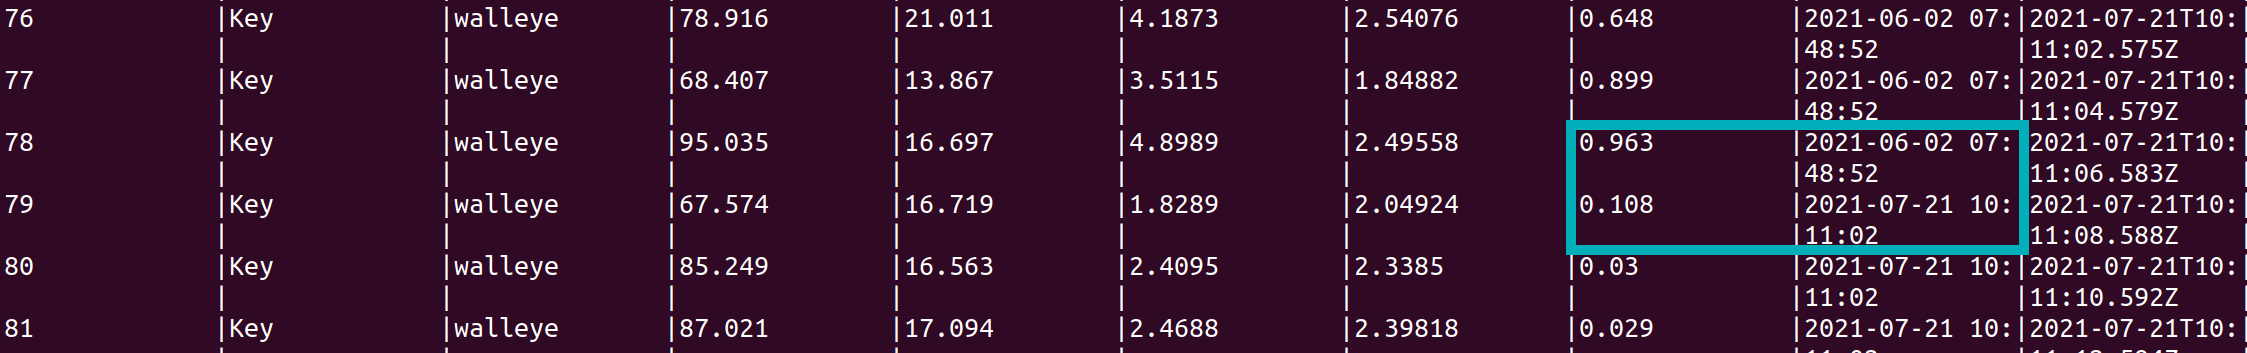 76 |Key |walleye |78.916 |21.011 |4.1873 |2.54076 |0.648 |2021-06-02 07:|2021-07-21T10:|
| | | | | | | |48:52 |11:02.575Z |
77 |Key |walleye |68.407 |13.867 |3.5115 |1.84882 |0.899 |2021-06-02 07:|2021-07-21T10:|
| | | | | | | |48:52 |11:04.579Z |
78 |Key |walleye |95.035 |16.697 |4.8989 |2.49558 |0.963 |2021-06-02 07:|2021-07-21T10:|
| | | | | | | |48:52 |11:06.583Z |
79 |Key |walleye |67.574 |16.719 |1.8289 |2.04924 |0.108 |2021-07-21 10:|2021-07-21T10:|
| | | | | | | |11:02 |11:08.588Z |
80 |Key |walleye |85.249 |16.563 |2.4095 |2.3385 |0.03 |2021-07-21 10:|2021-07-21T10:|
| | | | | | | |11:02 |11:10.592Z |
81 |Key |walleye |87.021 |17.094 |2.4688 |2.39818 |0.029 |2021-07-21 10:|2021-07-21T10:|